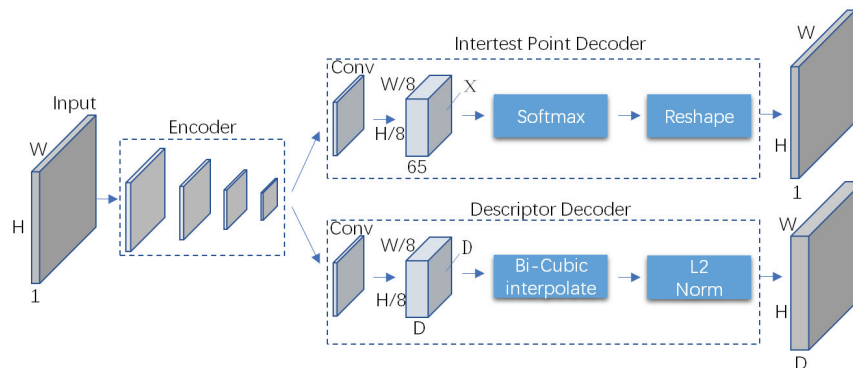 Input
W
H
1
Encoder
Intertest Point Decoder
Conv
W/8
H/8
65
X
Softmax
Reshape
W
H
1
Descriptor Decoder
Conv
W/8
H/8
D
D
Bi-Cubic
interpolate
L2
Norm
W
H
D